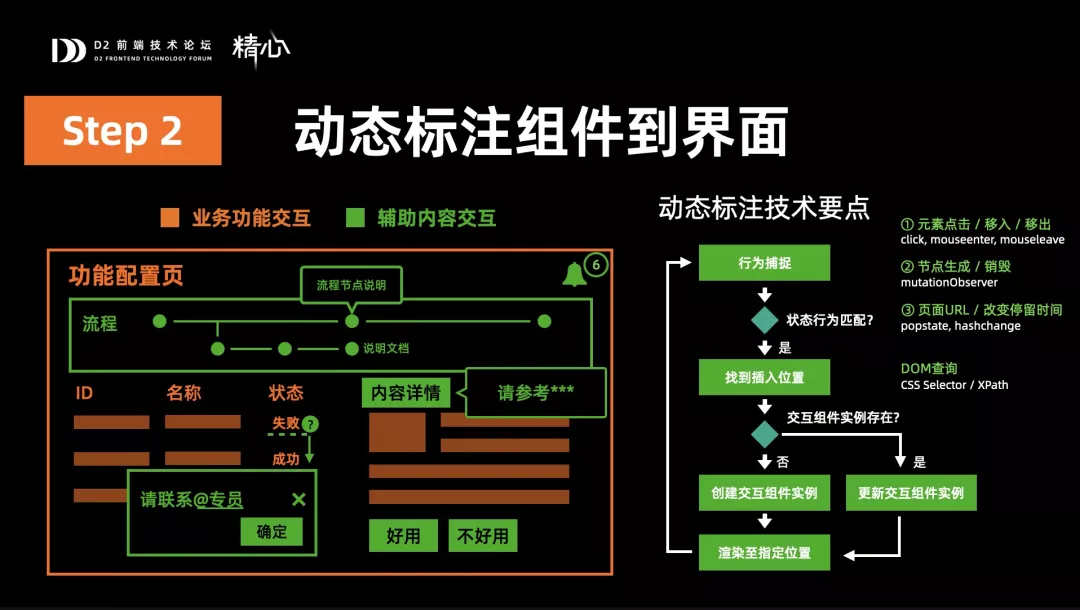 D2 前端技术论坛
D2 FRONTEND TECHNOLOGY FORUM
精心
Step 2
动态标注组件到界面
业务功能交互
辅助内容交互
功能配置页
6
流程节点说明
流程
说明文档
ID
名称
状态
内容详情
请参考***
失败
?
成功
请联系@专员
×
确定
好用
不好用
动态标注技术要点
行为捕捉
状态行为匹配?
是
找到插入位置
交互组件实例存在?
否
是
创建交互组件实例
更新交互组件实例
渲染至指定位置
① 元素点击 / 移入 / 移出
click, mouseenter, mouseleave
② 节点生成 / 销毁
mutationObserver
③ 页面URL / 改变停留时间
popstate, hashchange
DOM查询
CSS Selector / XPath